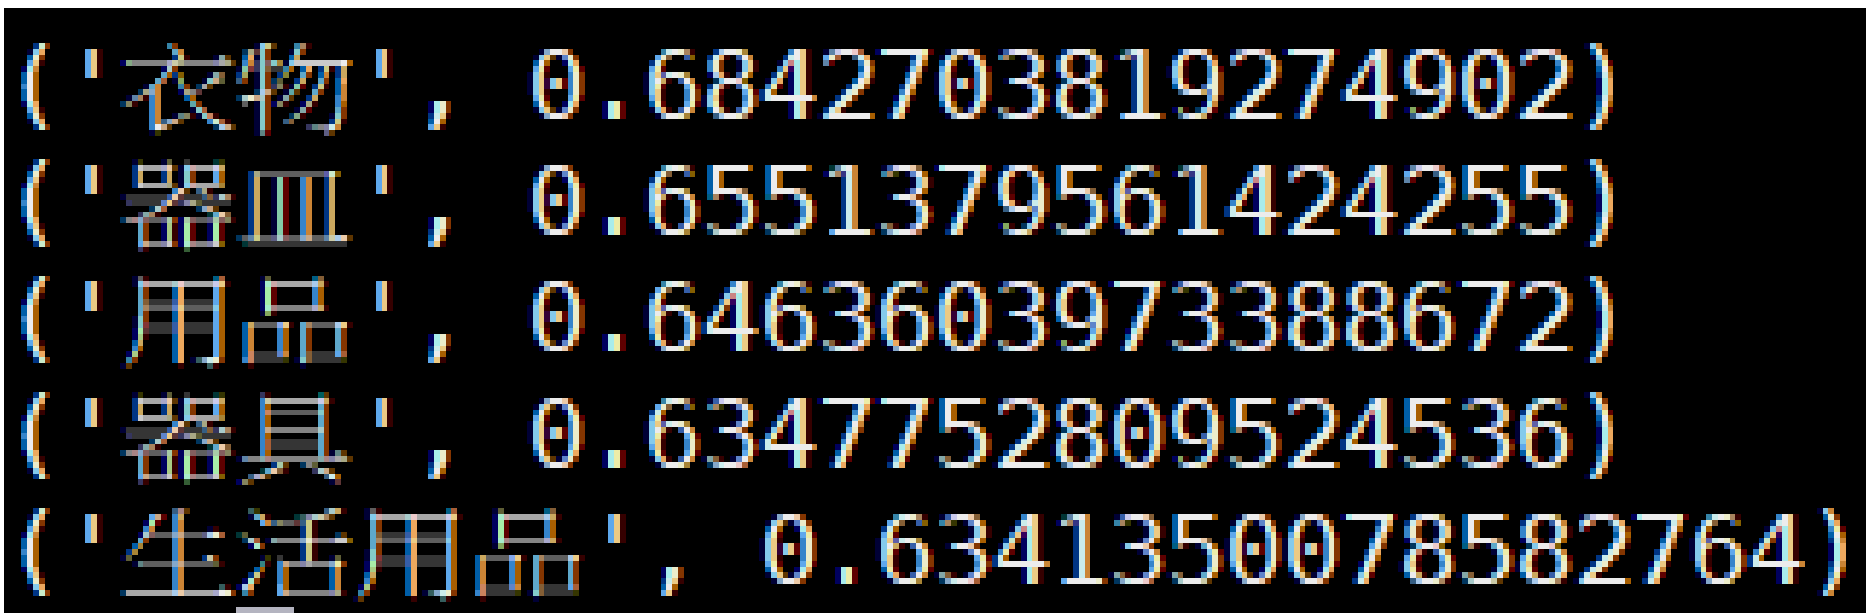 ('衣物', 0.6842703819274902)
('器皿', 0.6551379561424255)
('用品', 0.6463603973388672)
('器具', 0.6347752809524536)
('生活用品', 0.6341350078582764)